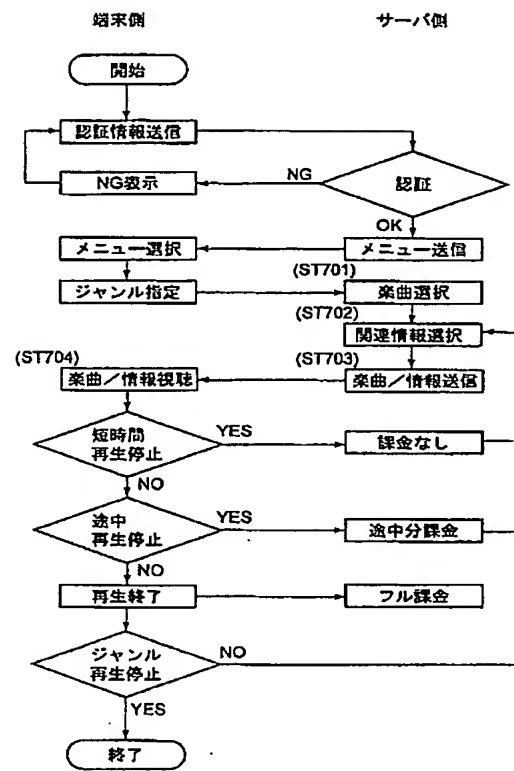 端末側
サーバ側
開始
認証情報送信
NG表示
NG
認証
OK
メニュー選択
メニュー送信
(ST701)
ジャンル指定
楽曲選択
(ST702)
関連情報選択
(ST703)
(ST704)
楽曲／情報視聴
楽曲／情報送信
短時間
再生停止
YES
課金なし
NO
途中
再生停止
YES
途中分課金
NO
再生終了
フル課金
ジャンル
再生停止
NO
YES
終了